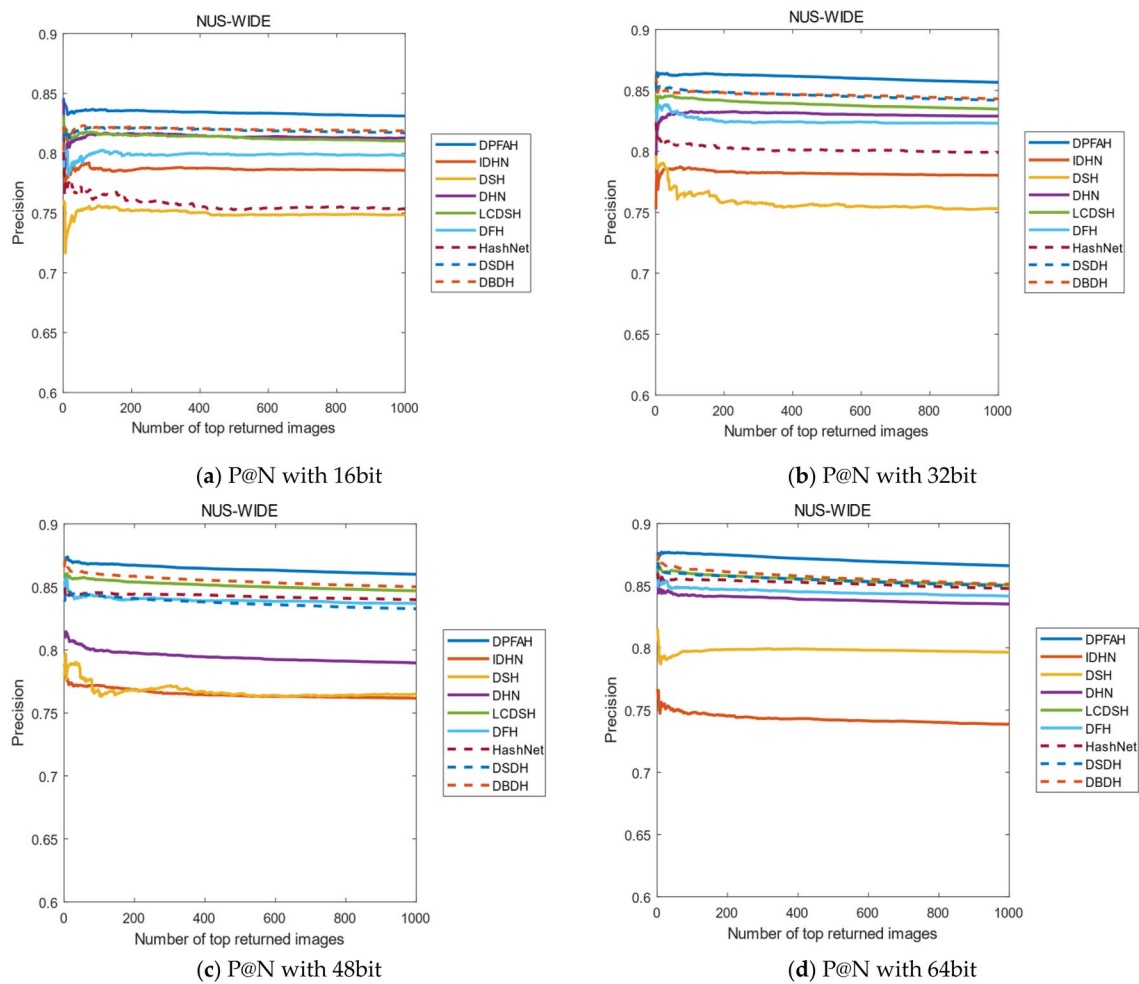 NUS-WIDE
0.9
0.85
0.8
0.75
0.7
0.65
0.6
Precision
0
200
400
600
800
1000
Number of top returned images
DPFAH
IDHN
DSH
DHN
LCDSH
DFH
HashNet
DSDH
DBDH
(a) P@N with 16bit
NUS-WIDE
0.9
0.85
0.8
0.75
0.7
0.65
0.6
Precision
0
200
400
600
800
1000
Number of top returned images
DPFAH
IDHN
DSH
DHN
LCDSH
DFH
HashNet
DSDH
DBDH
(b) P@N with 32bit
NUS-WIDE
0.9
0.85
0.8
0.75
0.7
0.65
0.6
Precision
0
200
400
600
800
1000
Number of top returned images
DPFAH
IDHN
DSH
DHN
LCDSH
DFH
HashNet
DSDH
DBDH
(c) P@N with 48bit
NUS-WIDE
0.9
0.85
0.8
0.75
0.7
0.65
0.6
Precision
0
200
400
600
800
1000
Number of top returned images
DPFAH
IDHN
DSH
DHN
LCDSH
DFH
HashNet
DSDH
DBDH
(d) P@N with 64bit